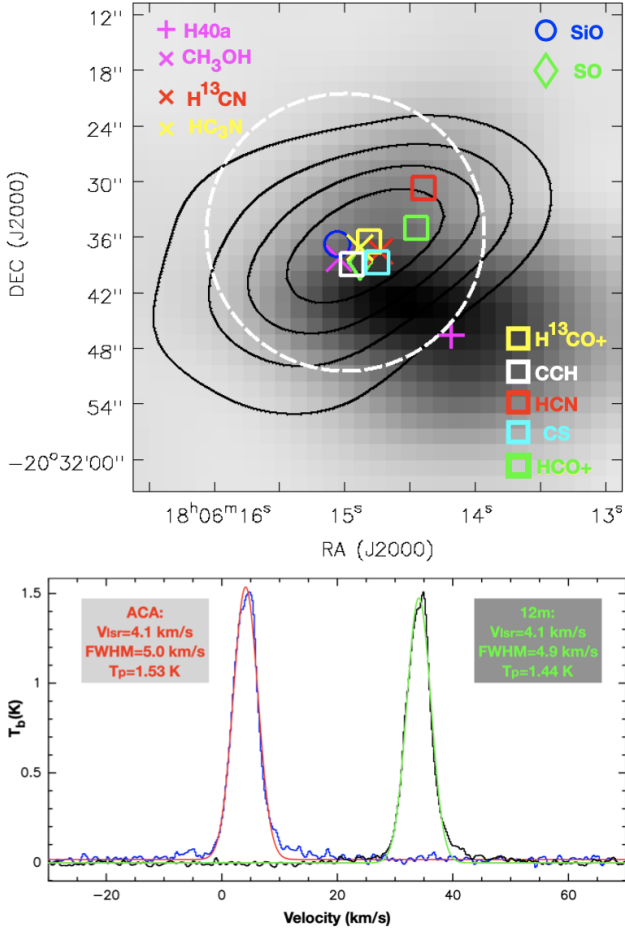 H40a
CH₃OH
H¹³CN
HC₃N
SiO
SO
12''
18''
24''
30''
36''
42''
48''
54''
−20°32'00''
DEC (J2000)
H¹³CO+
CCH
HCN
CS
HCO+
18ʰ06ᵐ16ˢ
15ˢ
14ˢ
13ˢ
RA (J2000)
ACA:
Vlsr=4.1 km/s
FWHM=5.0 km/s
Tp=1.53 K
12m:
Vlsr=4.1 km/s
FWHM=4.9 km/s
Tp=1.44 K
1.5
1
0.5
0
T_b(K)
−20
0
20
40
60
Velocity (km/s)